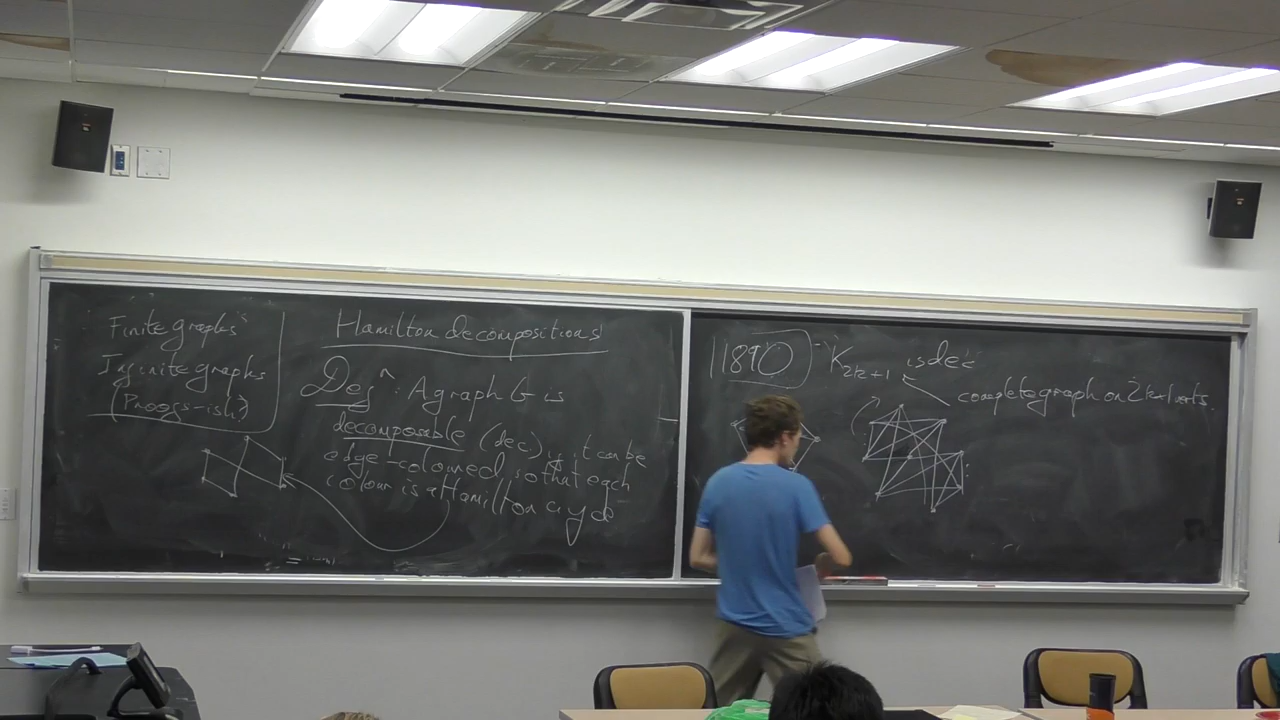 Finite graphs
Infinite graphs
(Proofs-ish)
Hamilton decompositions
Defⁿ: A graph G is
decomposable (dec) if it can be
edge-coloured, so that each
colour is a Hamilton cycle
1890
K₂ₖ₊₁ is dec
complete graph on 2k+1 verts.